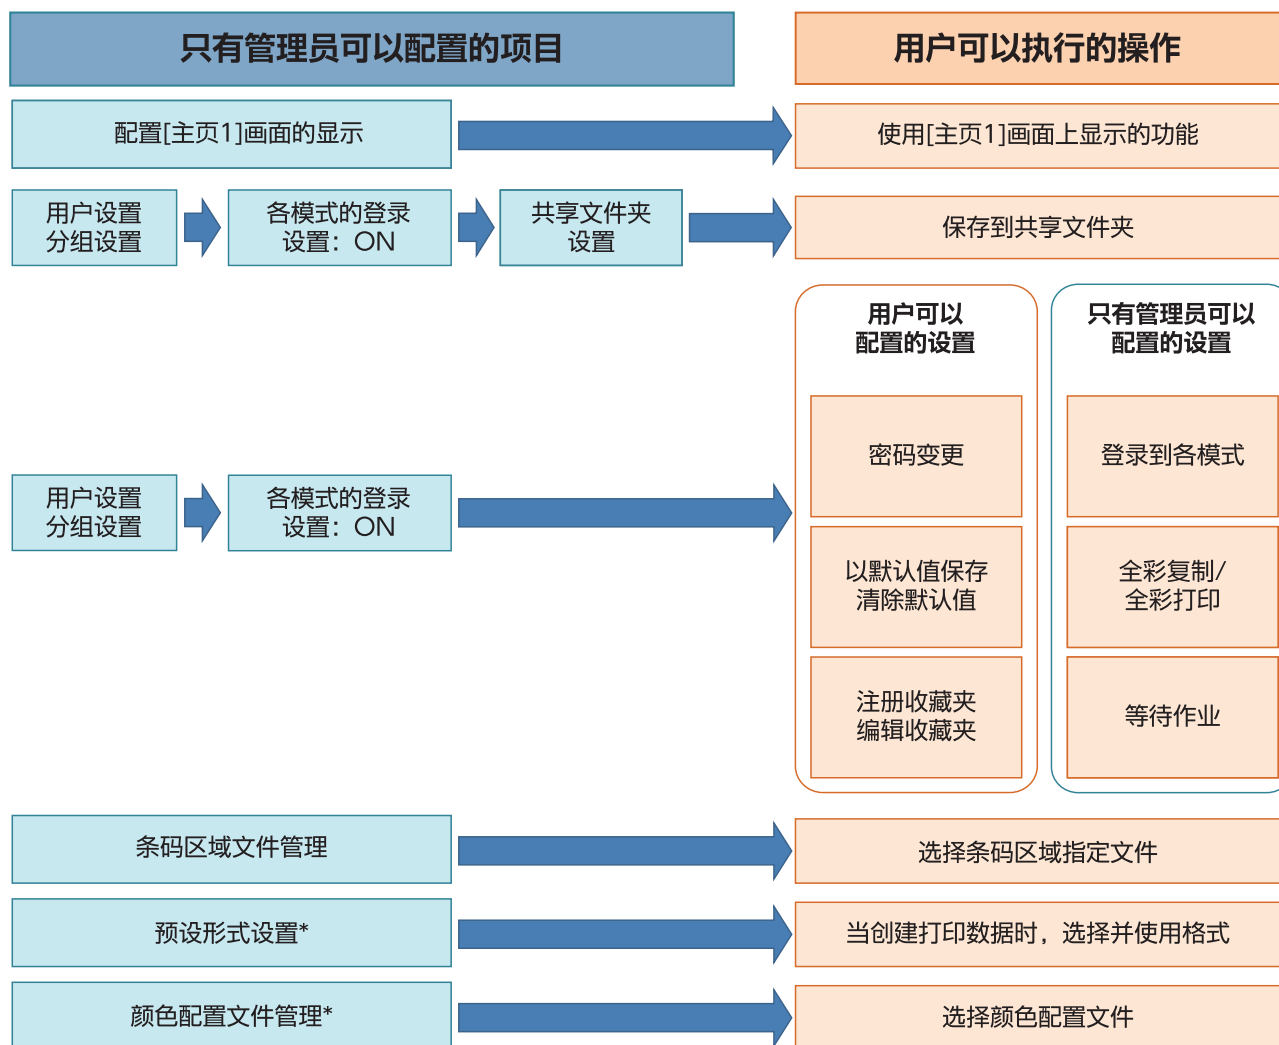 只有管理员可以配置的项目
用户可以执行的操作
配置[主页1]画面的显示
使用[主页1]画面上显示的功能
用户设置
分组设置
各模式的登录
设置：ON
共享文件夹
设置
保存到共享文件夹
用户可以
配置的设置
只有管理员可以
配置的设置
用户设置
分组设置
各模式的登录
设置：ON
密码变更
登录到各模式
以默认值保存
清除默认值
全彩复制/
全彩打印
注册收藏夹
编辑收藏夹
等待作业
条码区域文件管理
选择条码区域指定文件
预设形式设置*
当创建打印数据时，选择并使用格式
颜色配置文件管理*
选择颜色配置文件